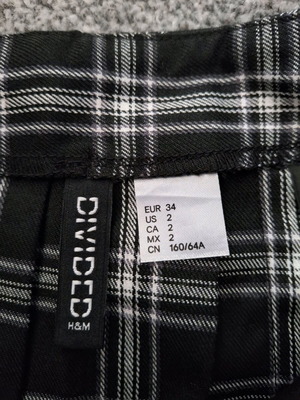 DIVIDED
H&M
EUR 34
US 2
CA 2
MX 2
CN 160/64A